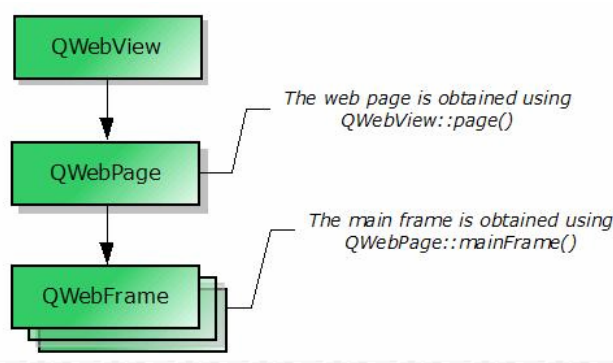 QWebView
The web page is obtained using
QWebView::page()
QWebPage
The main frame is obtained using
QWebPage::mainFrame()
QWebFrame